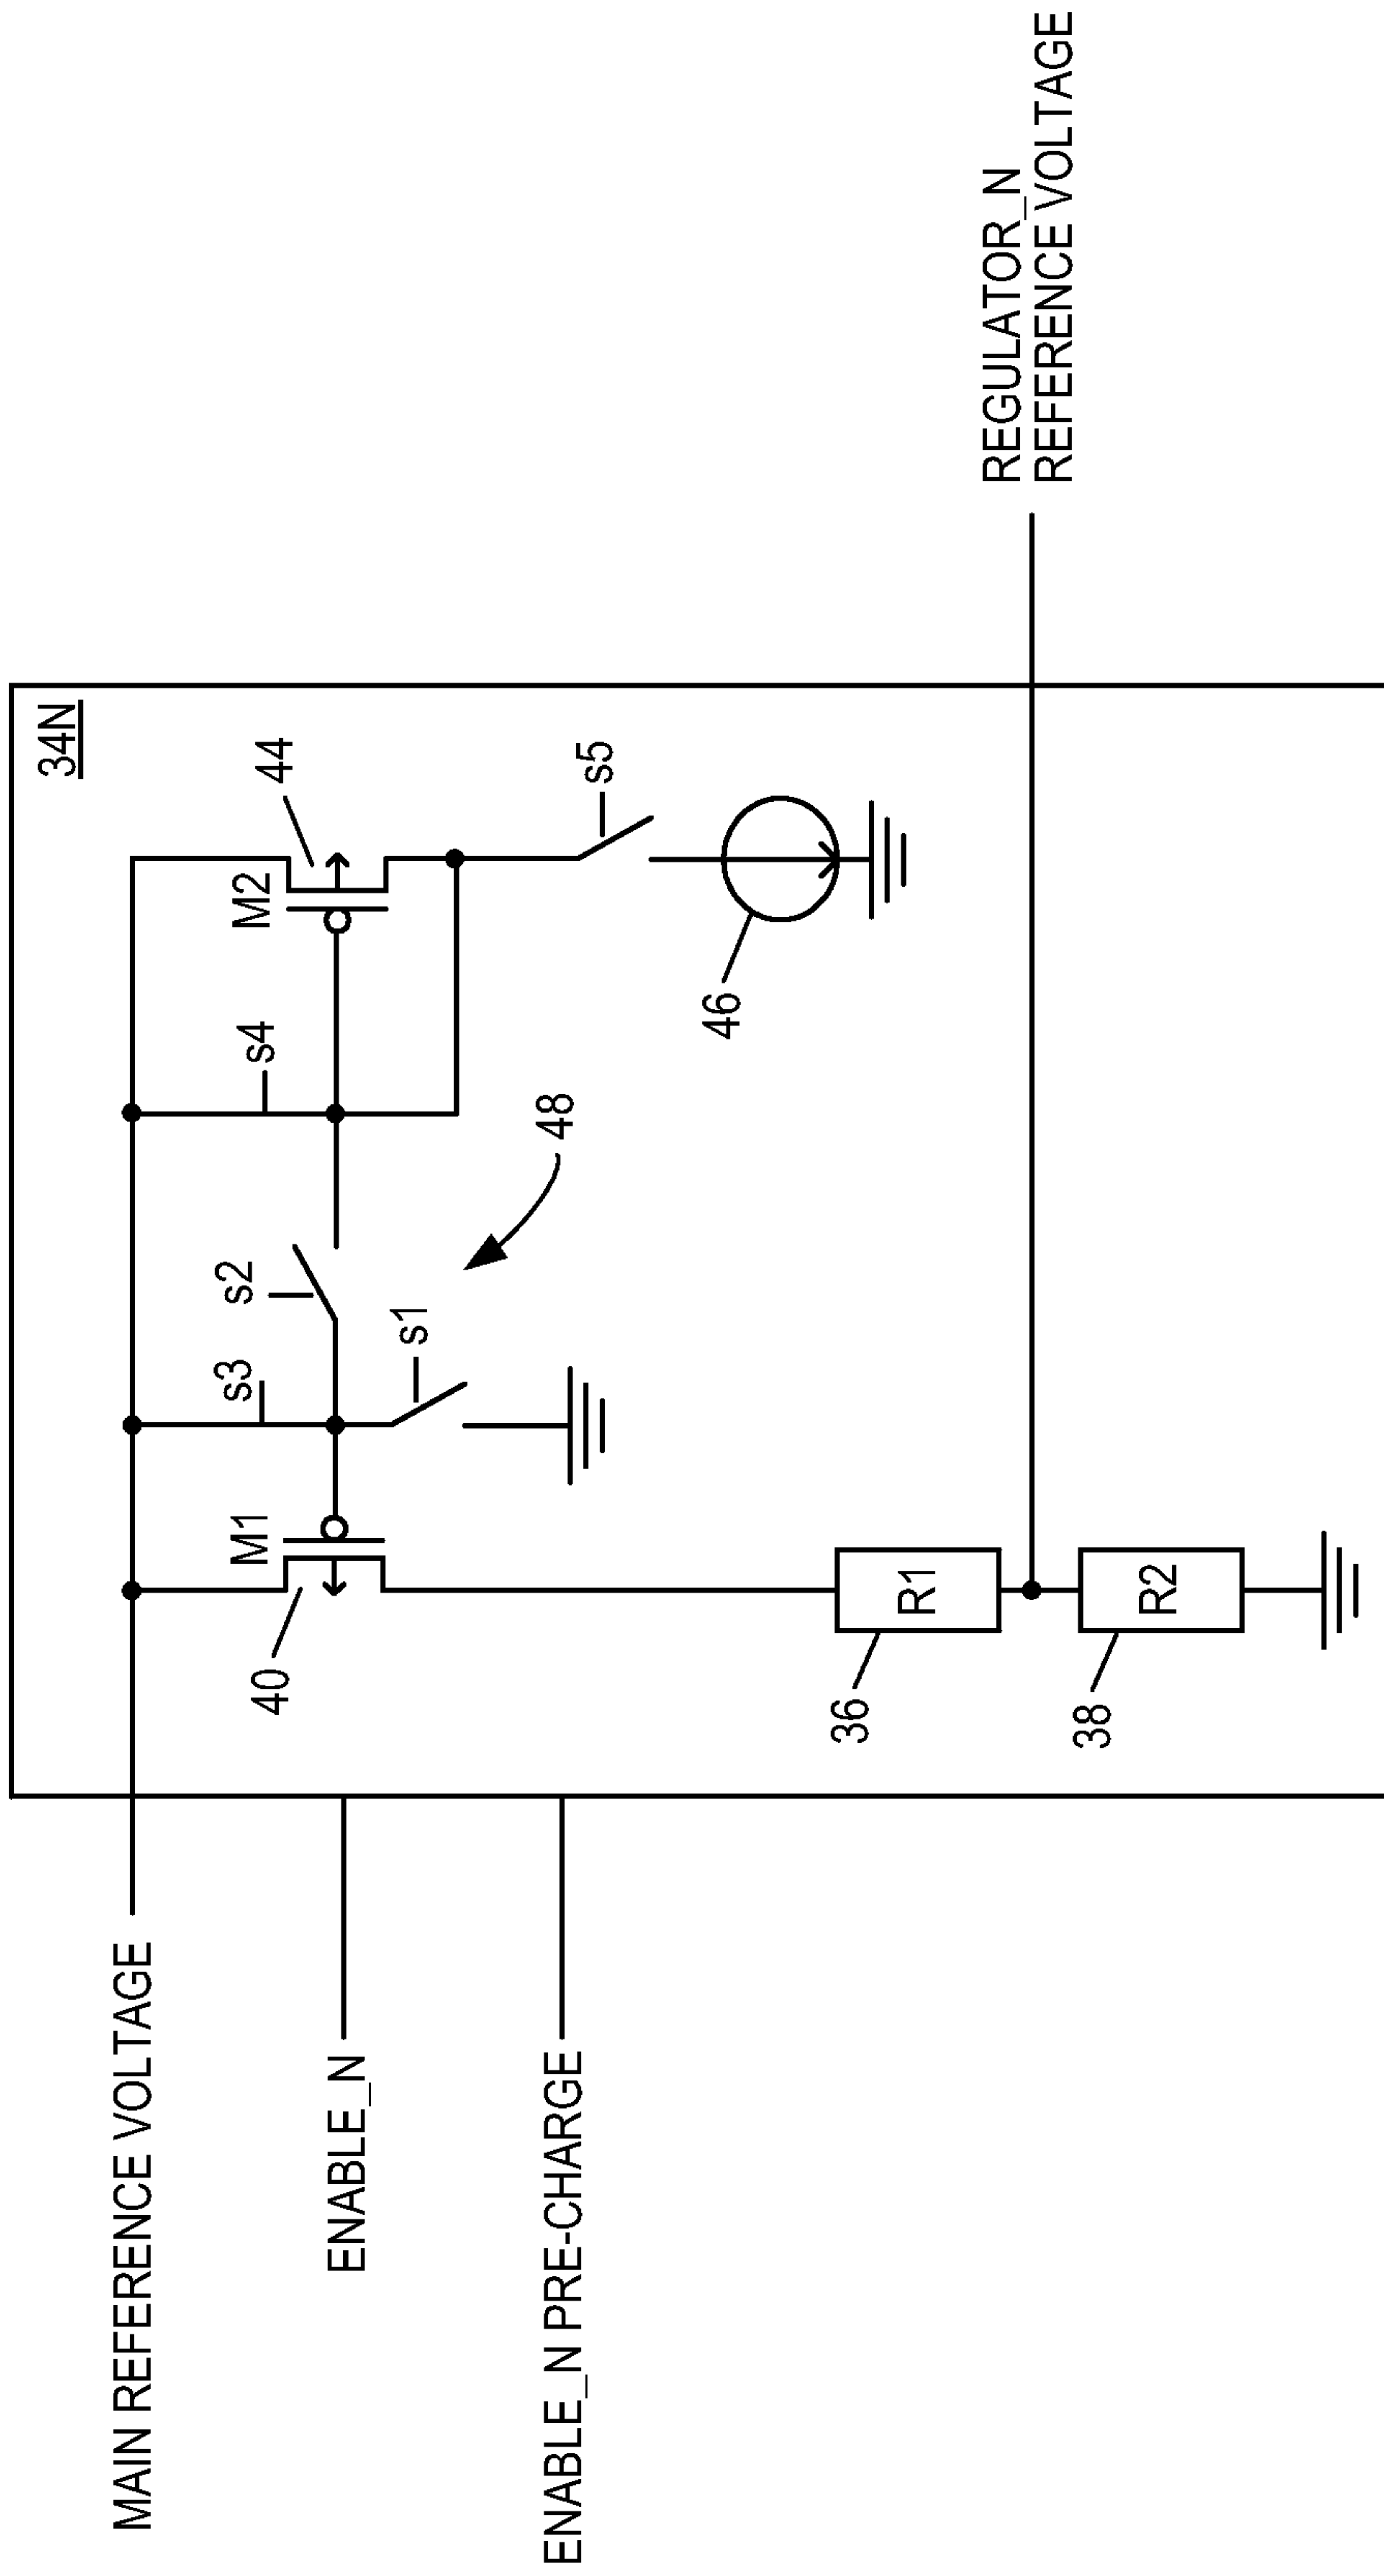 34N
MAIN REFERENCE VOLTAGE
ENABLE_N
ENABLE_N PRE-CHARGE
40
M1
s3
s2
s1
s4
M2
44
s5
48
46
36
R1
38
R2
REGULATOR_N
REFERENCE VOLTAGE